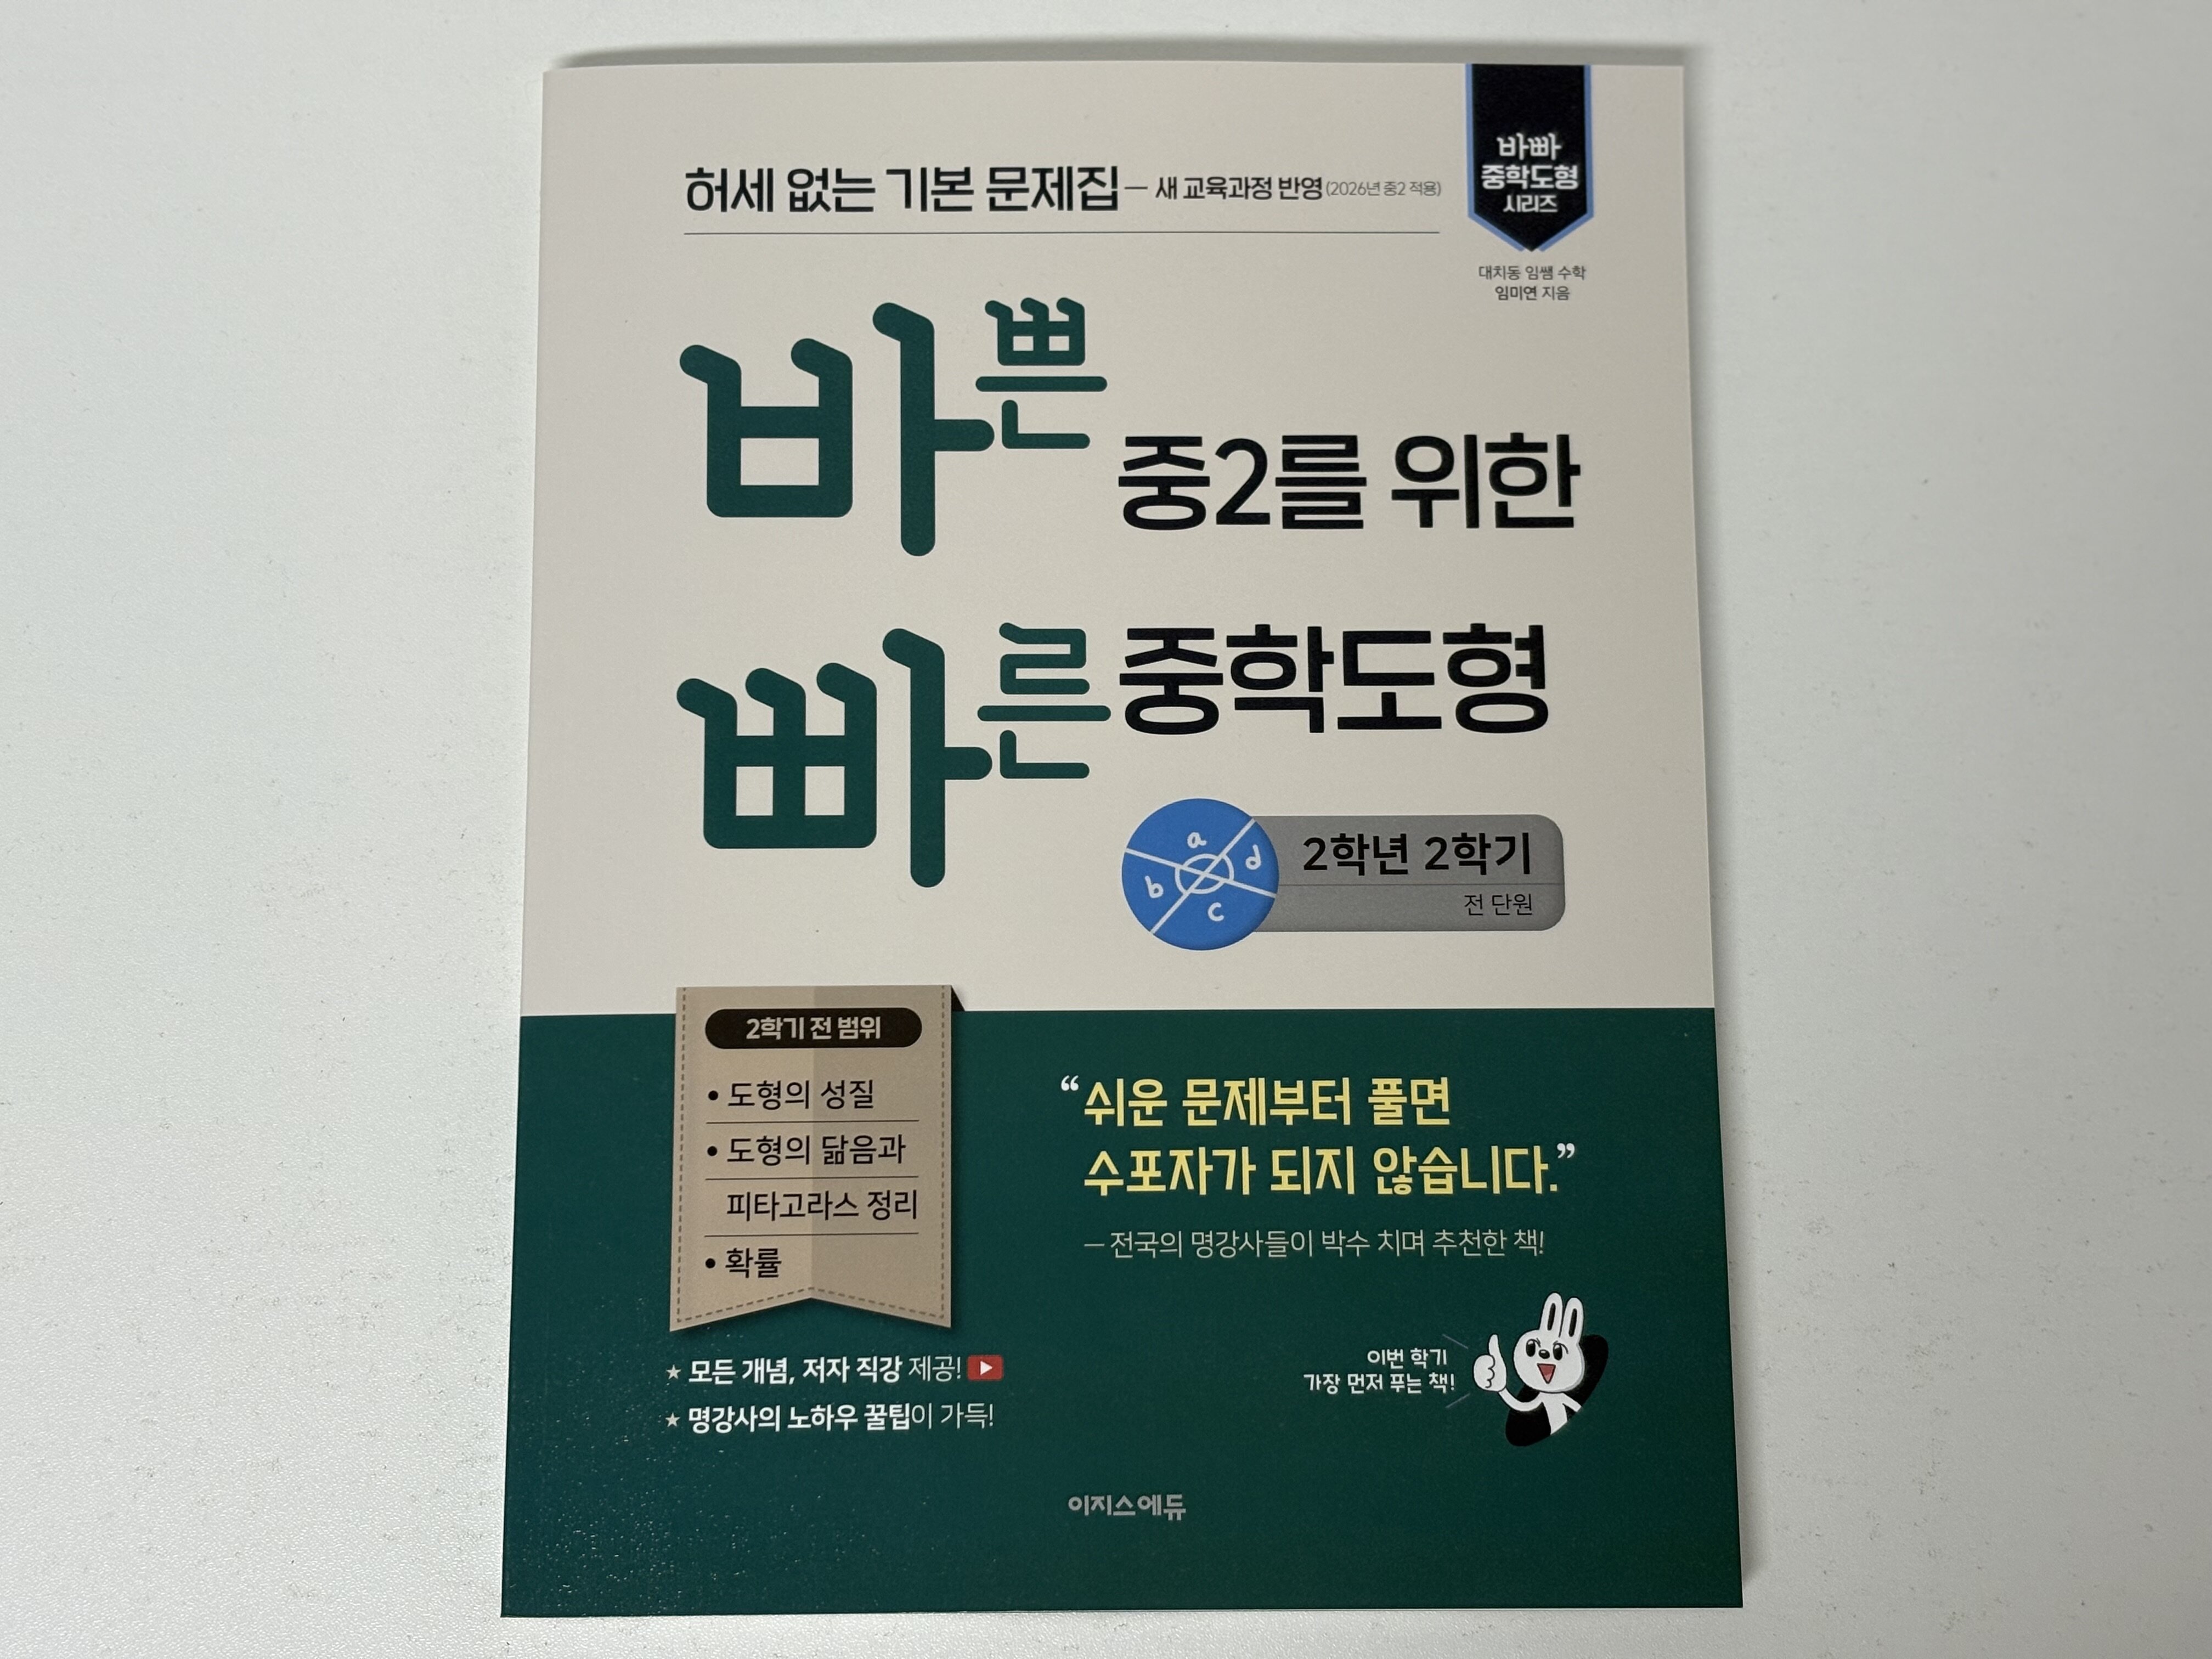 허세 없는 기본 문제집 — 새 교육과정 반영 (2026년 중2 적용)
바빠
중학도형
시리즈
대치동 임쌤 수학
임미연 지음
바쁜 중2를 위한
빠른 중학도형
a
b
c
d
2학년 2학기
전 단원
2학기 전 범위
• 도형의 성질
• 도형의 닮음과
피타고라스 정리
• 확률
“쉬운 문제부터 풀면
수포자가 되지 않습니다.”
— 전국의 명강사들이 박수 치며 추천한 책!
★ 모든 개념, 저자 직강 제공!
★ 명강사의 노하우 꿀팁이 가득!
이번 학기
가장 먼저 푸는 책!
이지스에듀